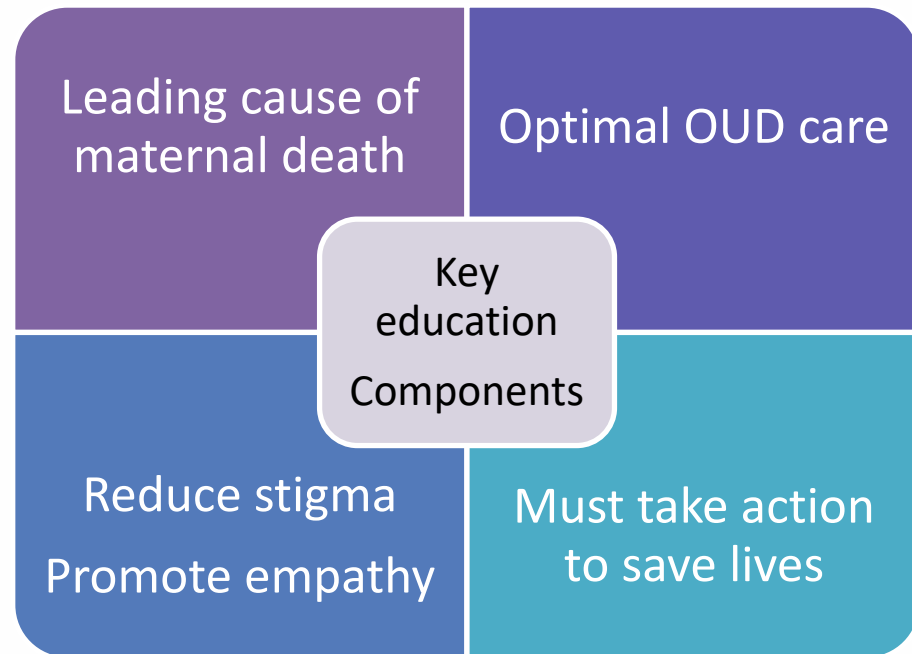 Leading cause of
maternal death
Optimal OUD care
Key
education
Components
Reduce stigma
Promote empathy
Must take action
to save lives